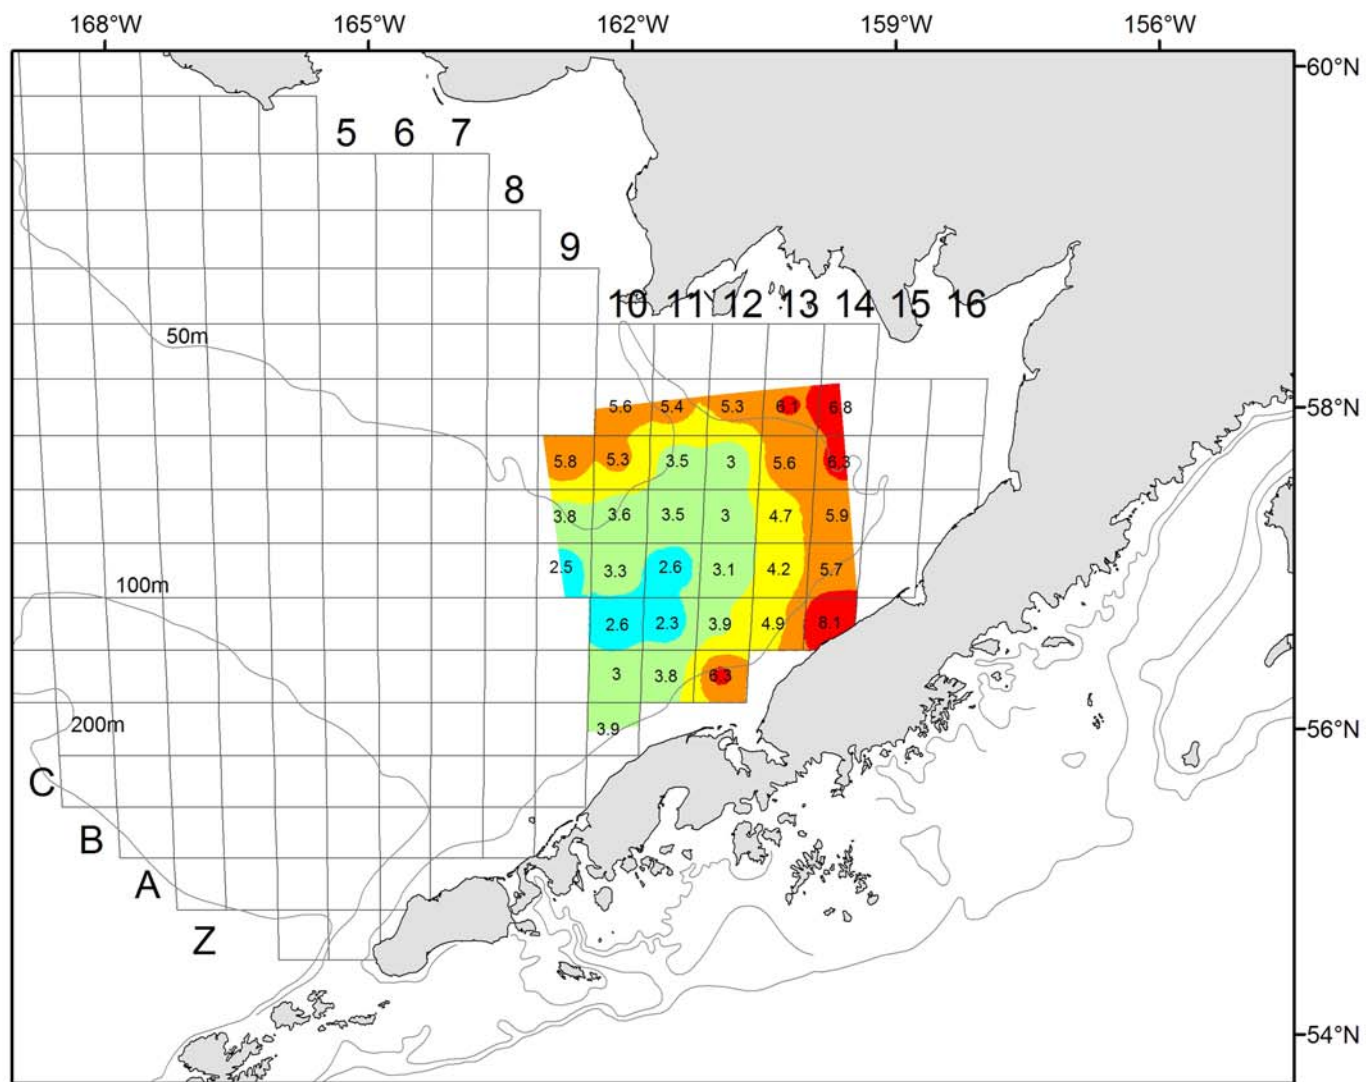 168°W 165°W 162°W 159°W 156°W
60°N
5 6 7
8
9
10 11 12 13 14 15 16
50m
5.6 5.4 5.3 6.1 6.8
58°N
5.8 5.3 3.5 3 5.6 6.3
3.8 3.6 3.5 3 4.7 5.9
2.5 3.3 2.6 3.1 4.2 5.7
100m
2.6 2.3 3.9 4.9 8.1
3 3.8 6.3
200m
3.9
56°N
C
B
A
Z
54°N